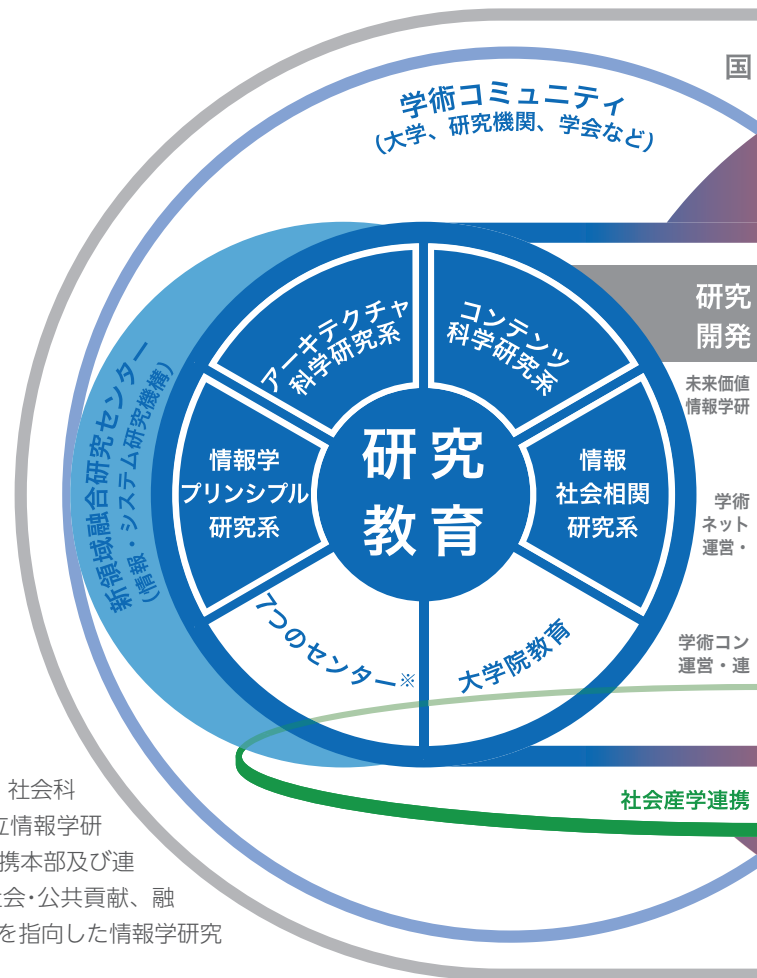 国
学術コミュニティ
(大学、研究機関、学会など)
研究
開発
アーキテクチャ
科学研究系
コンテンツ
科学研究系
未来価値
情報学研
新領域融合研究センター
(情報・システム研究機構)
情報学
プリンシプル
研究系
研究
教育
情報
社会相関
研究系
学術
ネット
運営・
7つのセンター※
大学院教育
学術コン
運営・連
社会産学連携
社会科
立情報学研
携本部及び連
社会・公共貢献、融
を指向した情報学研究